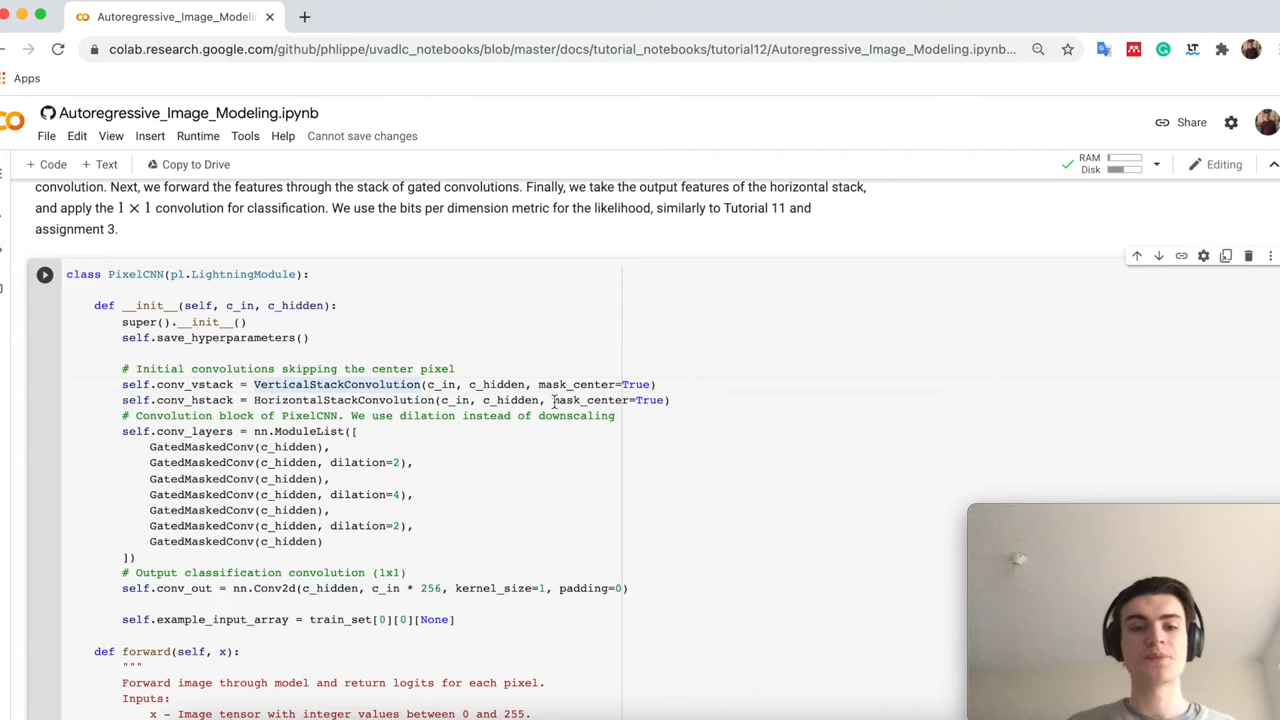 Autoregressive_Image_Modelin
colab.research.google.com/github/phlippe/uvadlc_notebooks/blob/master/docs/tutorial_notebooks/tutorial12/Autoregressive_Image_Modeling.ipynb...
Apps
Autoregressive_Image_Modeling.ipynb
Share
File Edit View Insert Runtime Tools Help Cannot save changes
+ Code + Text Copy to Drive
RAM
Disk
Editing
convolution. Next, we forward the features through the stack of gated convolutions. Finally, we take the output features of the horizontal stack,
and apply the 1 × 1 convolution for classification. We use the bits per dimension metric for the likelihood, similarly to Tutorial 11 and
assignment 3.
class PixelCNN(pl.LightningModule):
def __init__(self, c_in, c_hidden):
super().__init__()
self.save_hyperparameters()
# Initial convolutions skipping the center pixel
self.conv_vstack = VerticalStackConvolution(c_in, c_hidden, mask_center=True)
self.conv_hstack = HorizontalStackConvolution(c_in, c_hidden, mask_center=True)
# Convolution block of PixelCNN. We use dilation instead of downscaling
self.conv_layers = nn.ModuleList([
GatedMaskedConv(c_hidden),
GatedMaskedConv(c_hidden, dilation=2),
GatedMaskedConv(c_hidden),
GatedMaskedConv(c_hidden, dilation=4),
GatedMaskedConv(c_hidden),
GatedMaskedConv(c_hidden, dilation=2),
GatedMaskedConv(c_hidden)
])
# Output classification convolution (1x1)
self.conv_out = nn.Conv2d(c_hidden, c_in * 256, kernel_size=1, padding=0)
self.example_input_array = train_set[0][0][None]
def forward(self, x):
"""
Forward image through model and return logits for each pixel.
Inputs:
x - Image tensor with integer values between 0 and 255.